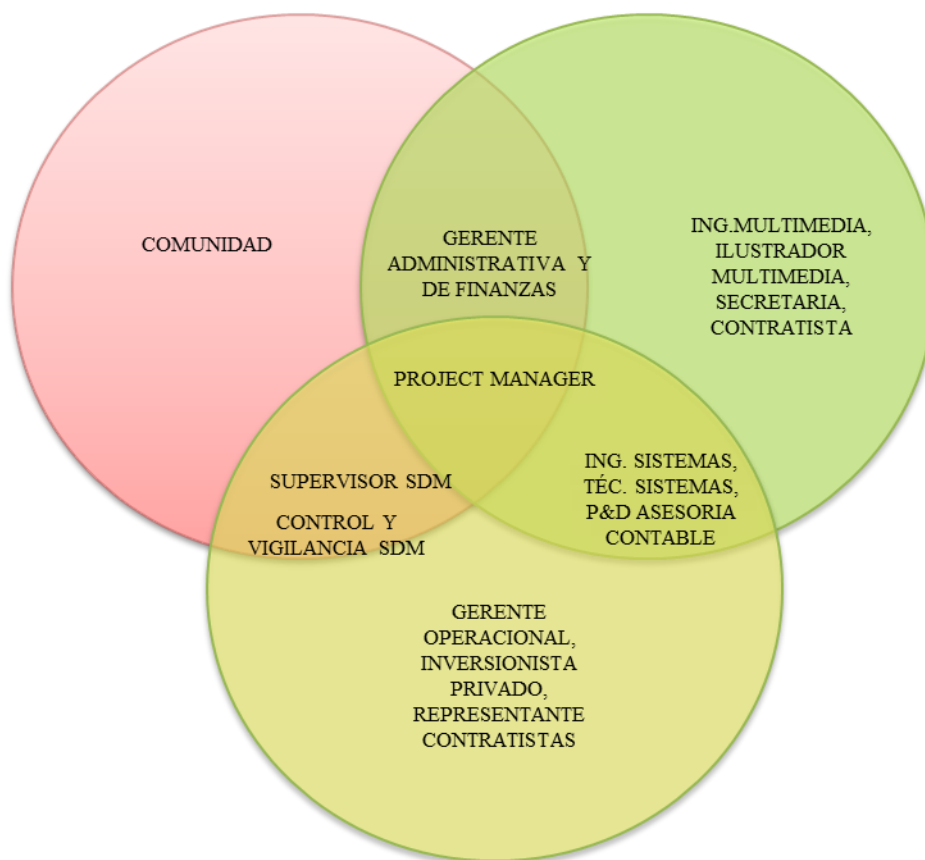 COMUNIDAD
GERENTE
ADMINISTRATIVA Y
DE FINANZAS
ING.MULTIMEDIA,
ILUSTRADOR
MULTIMEDIA,
SECRETARIA,
CONTRATISTA
PROJECT MANAGER
SUPERVISOR SDM
CONTROL Y
VIGILANCIA SDM
ING. SISTEMAS,
TÉC. SISTEMAS,
P&D ASESORIA
CONTABLE
GERENTE
OPERACIONAL,
INVERSIONISTA
PRIVADO,
REPRESENTANTE
CONTRATISTAS